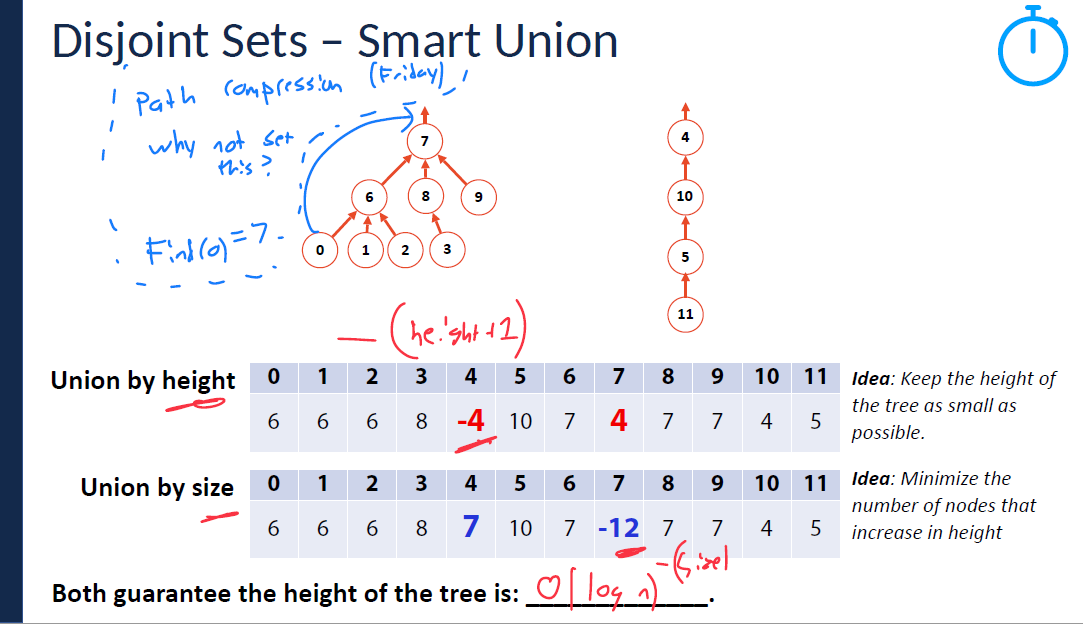 Disjoint Sets – Smart Union
Path compression (Friday)
why not set
this?
Find(0)=7
7
6 8 9
0 1 2 3
4
10
5
11
— (height+1)
Union by height
0 1 2 3 4 5 6 7 8 9 10 11
6 6 6 8 -4 10 7 4 7 7 4 5
Idea: Keep the height of
the tree as small as
possible.
Union by size
0 1 2 3 4 5 6 7 8 9 10 11
6 6 6 8 7 10 7 -12 7 7 4 5
Idea: Minimize the
number of nodes that
increase in height
-(size)
Both guarantee the height of the tree is: O(log n).